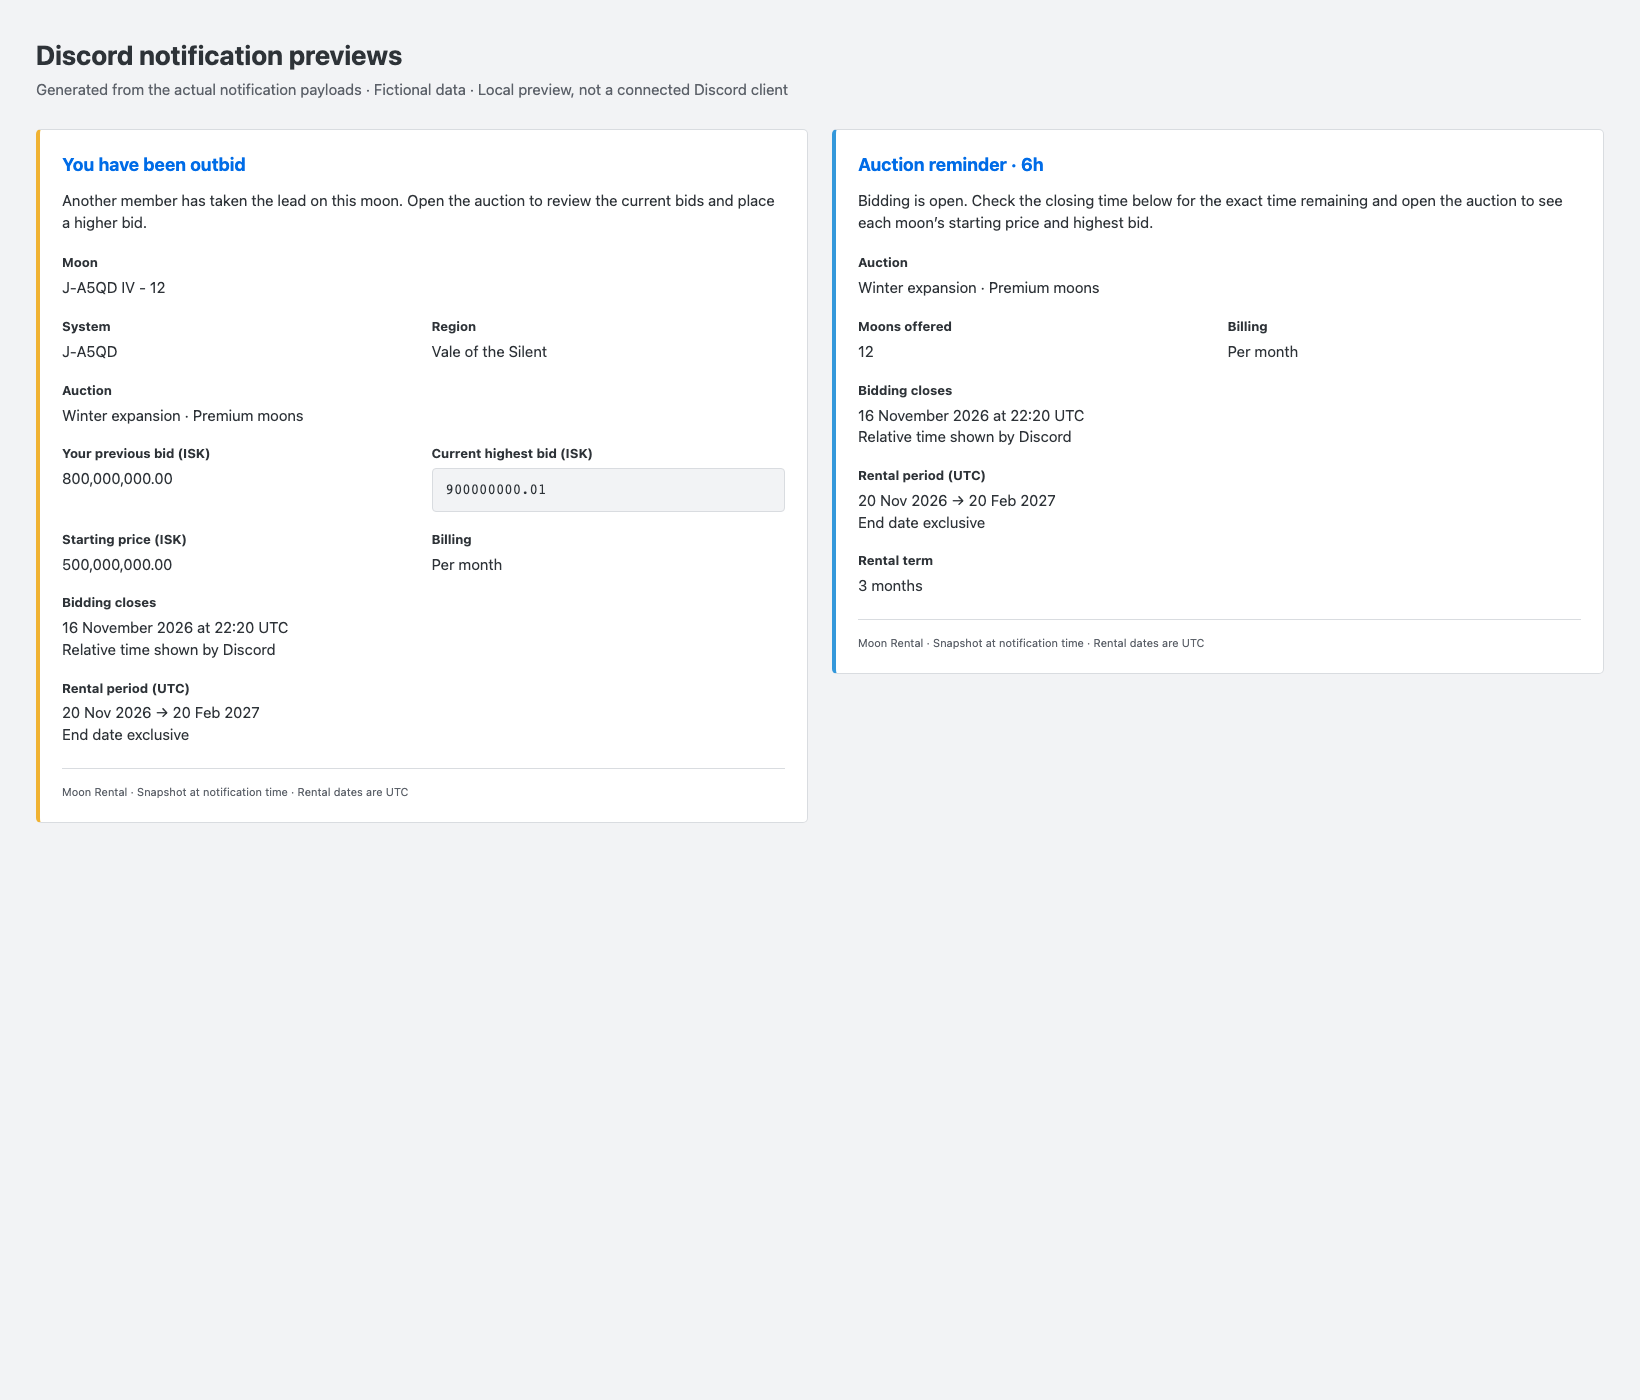 Discord notification previews
Generated from the actual notification payloads · Fictional data · Local preview, not a connected Discord client
You have been outbid
Another member has taken the lead on this moon. Open the auction to review the current bids and place
a higher bid.
Moon
J-A5QD IV - 12
System
J-A5QD
Region
Vale of the Silent
Auction
Winter expansion · Premium moons
Your previous bid (ISK)
800,000,000.00
Current highest bid (ISK)
900000000.01
Starting price (ISK)
500,000,000.00
Billing
Per month
Bidding closes
16 November 2026 at 22:20 UTC
Relative time shown by Discord
Rental period (UTC)
20 Nov 2026 → 20 Feb 2027
End date exclusive
Moon Rental · Snapshot at notification time · Rental dates are UTC
Auction reminder · 6h
Bidding is open. Check the closing time below for the exact time remaining and open the auction to see
each moon’s starting price and highest bid.
Auction
Winter expansion · Premium moons
Moons offered
12
Billing
Per month
Bidding closes
16 November 2026 at 22:20 UTC
Relative time shown by Discord
Rental period (UTC)
20 Nov 2026 → 20 Feb 2027
End date exclusive
Rental term
3 months
Moon Rental · Snapshot at notification time · Rental dates are UTC